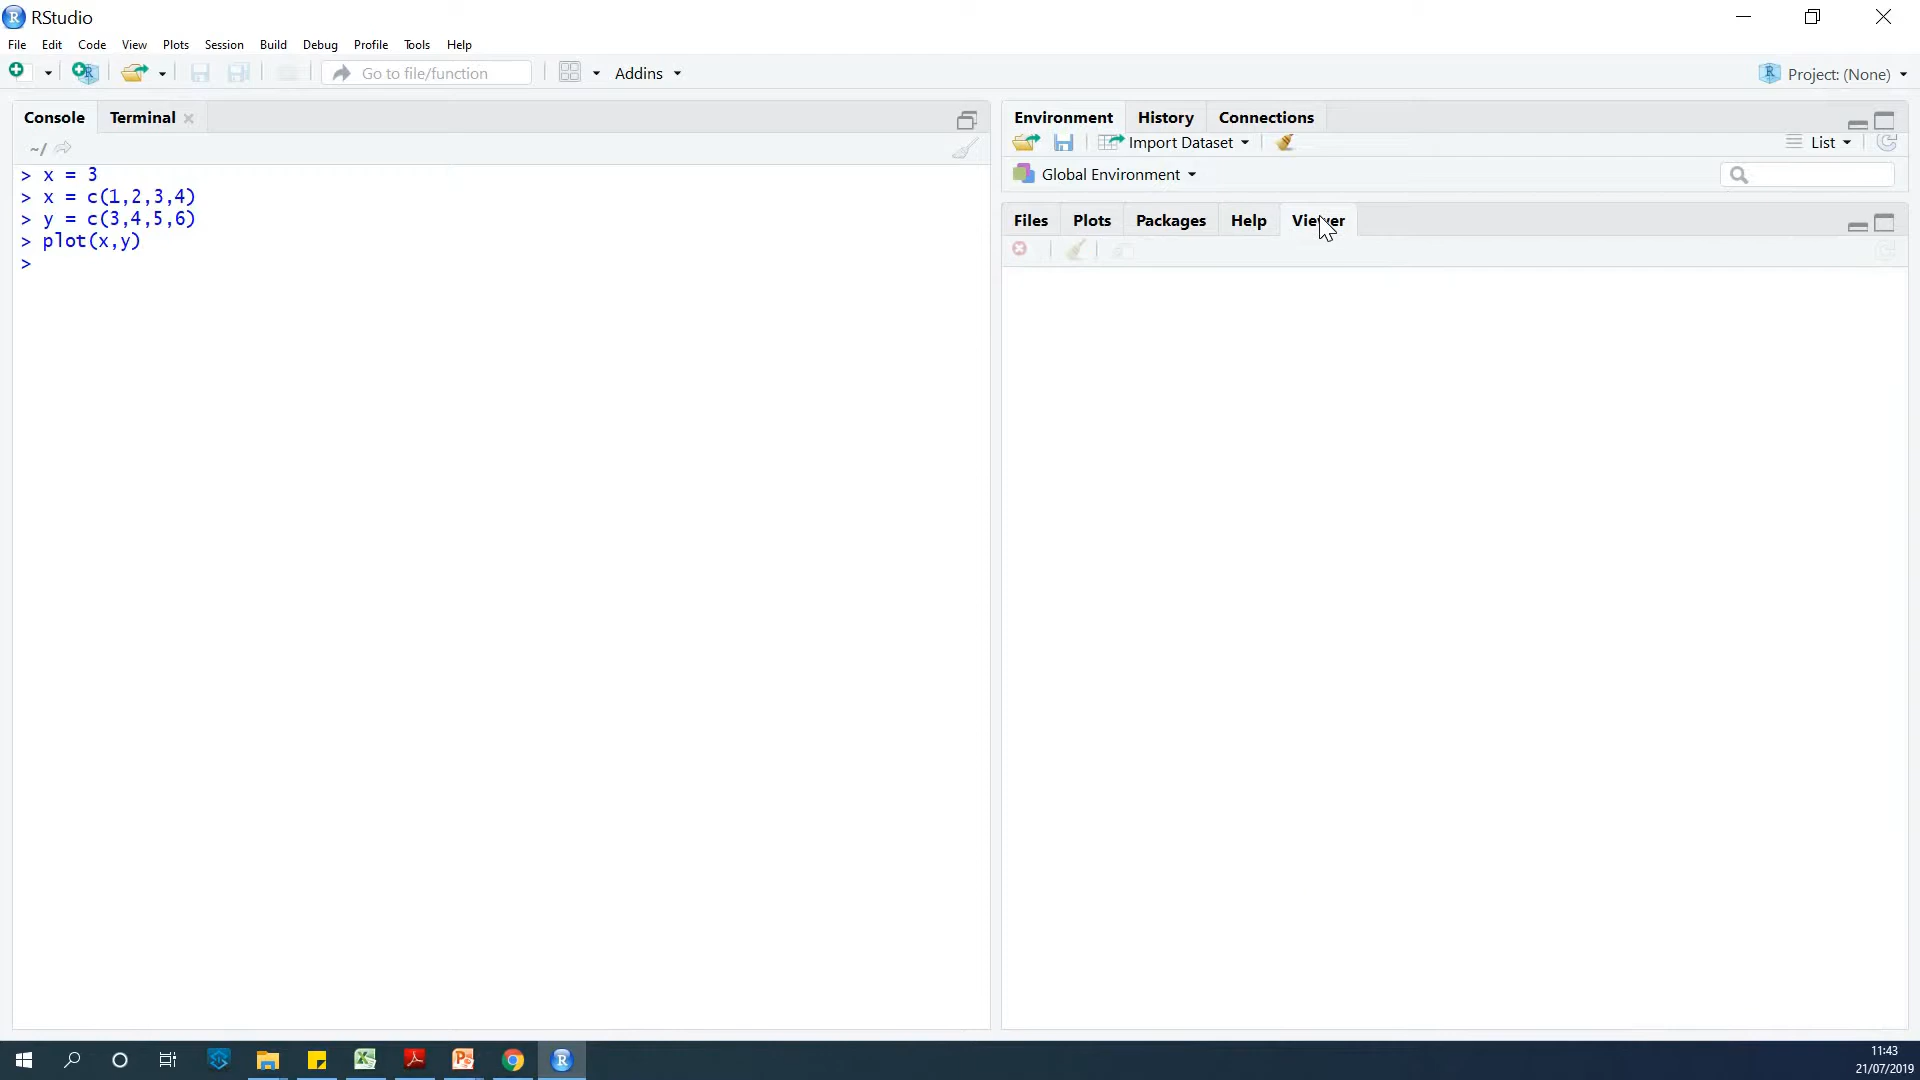 RStudio
File Edit Code View Plots Session Build Debug Profile Tools Help
Go to file/function Addins Project: (None)
Console Terminal
~/
> x = 3
> x = c(1,2,3,4)
> y = c(3,4,5,6)
> plot(x,y)
>
Environment History Connections
Import Dataset List
Global Environment
Files Plots Packages Help Viewer
11:43
21/07/2019